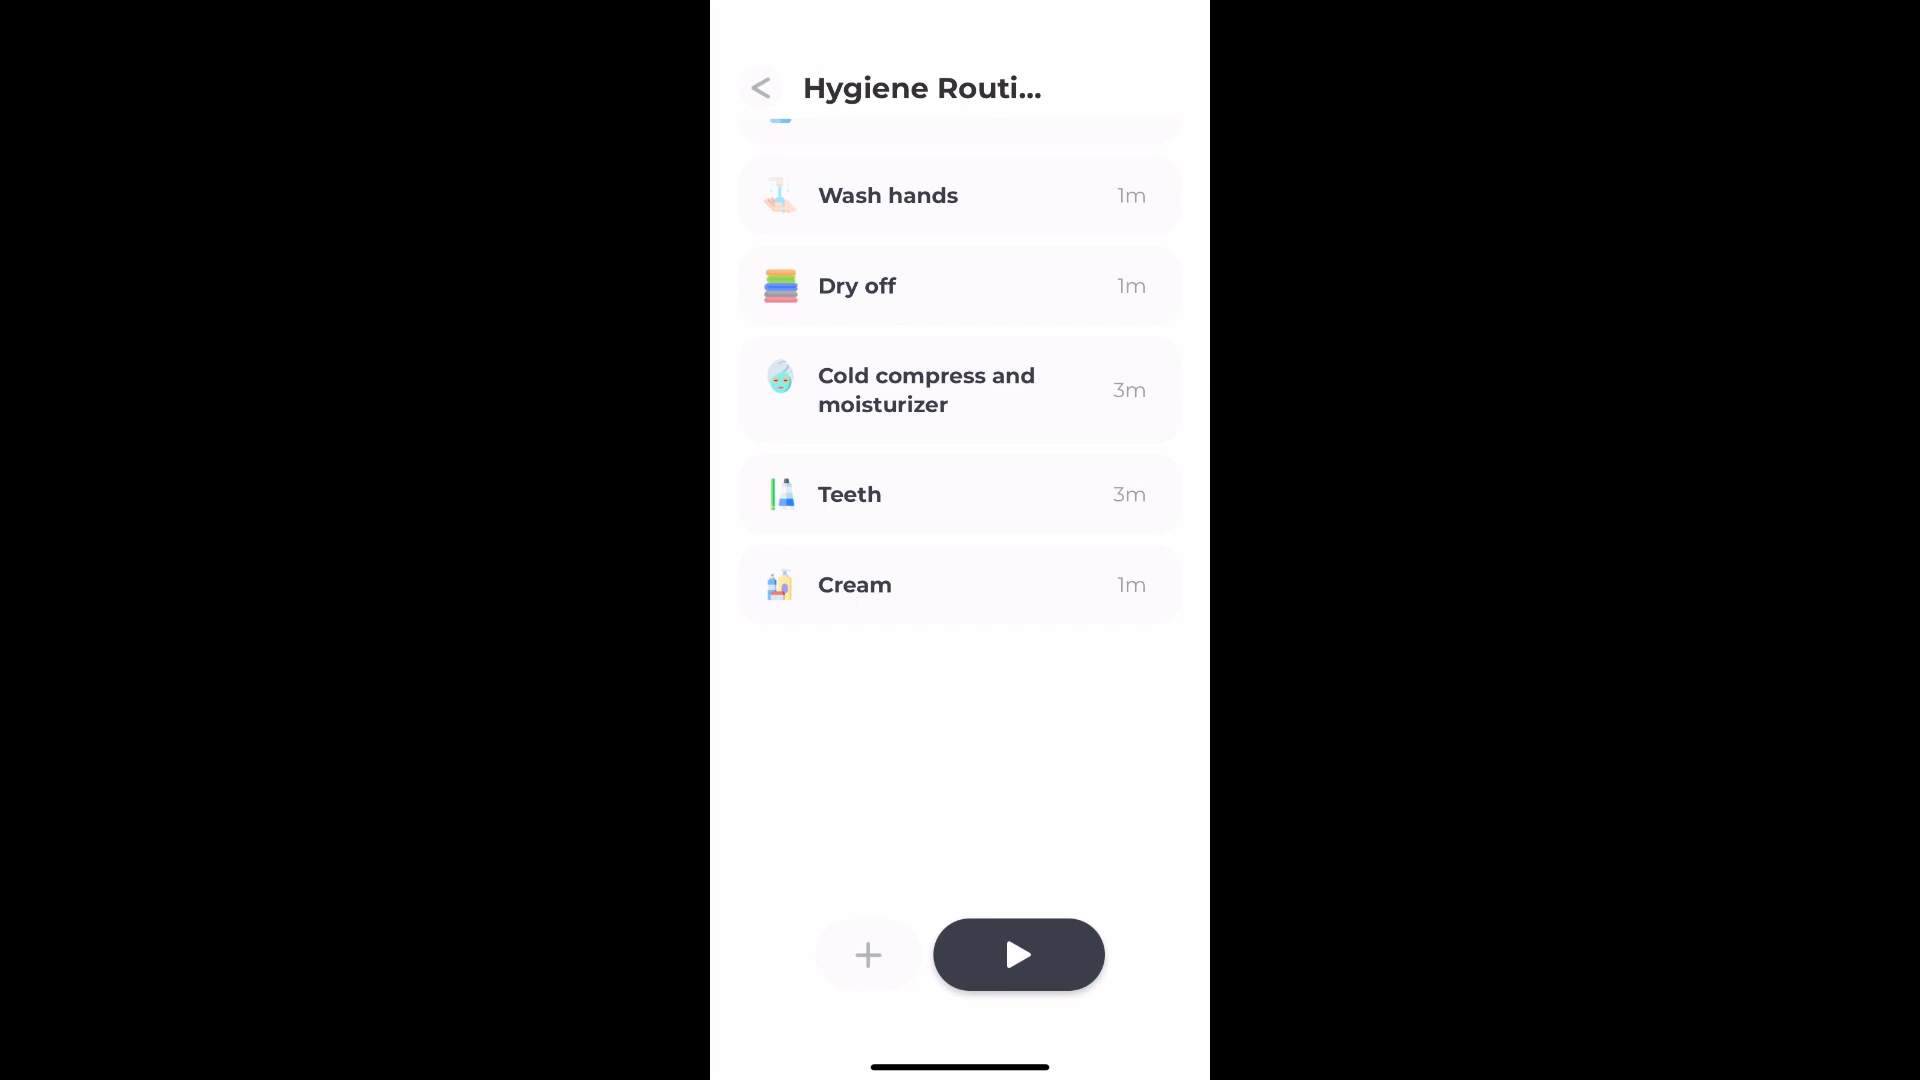 Hygiene Routi...
Wash hands 1m
Dry off 1m
Cold compress and
moisturizer 3m
Teeth 3m
Cream 1m